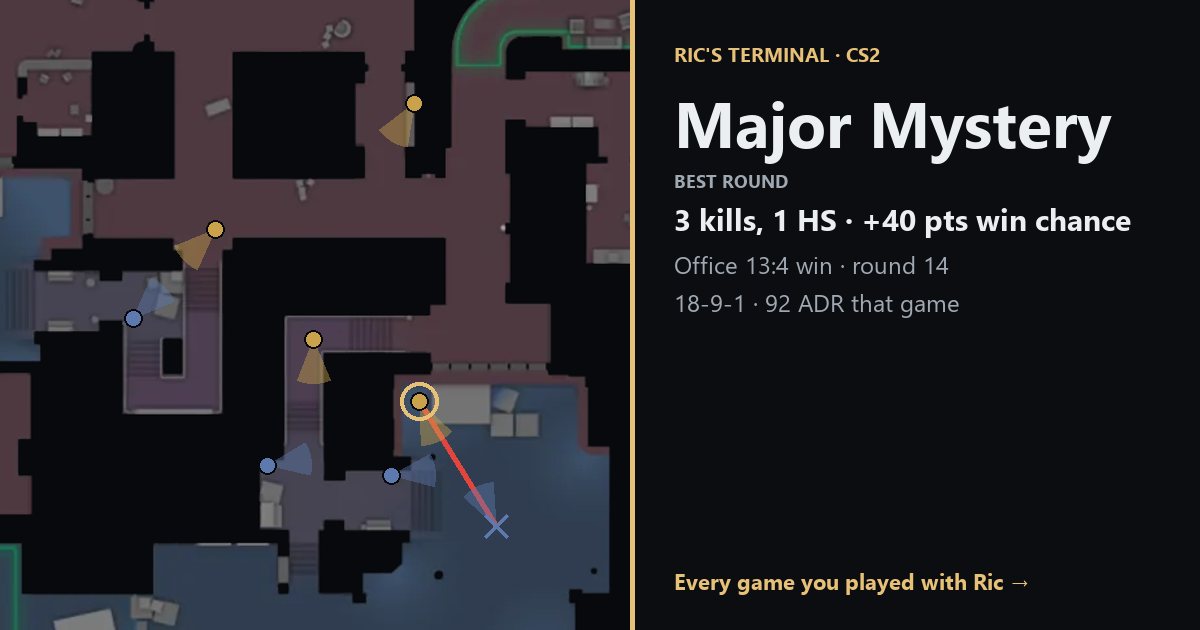 RIC'S TERMINAL · CS2
Major Mystery
BEST ROUND
3 kills, 1 HS · +40 pts win chance
Office 13:4 win · round 14
18-9-1 · 92 ADR that game
Every game you played with Ric →